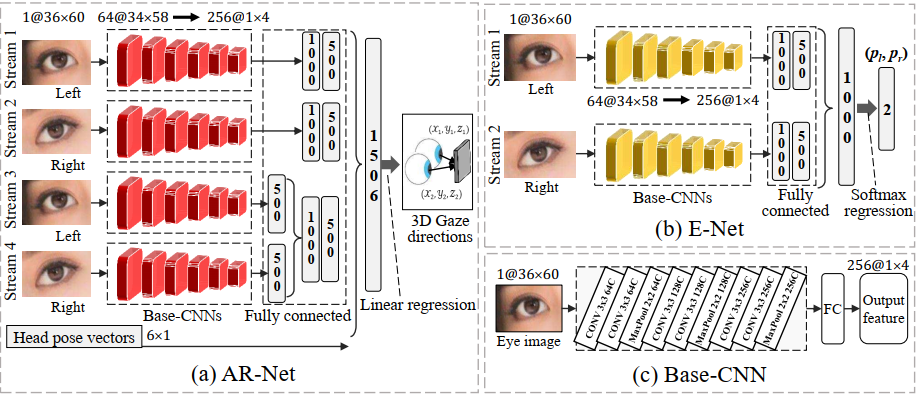 1@36×60 64@34×58 256@1×4
Stream 1
Left
1000
500
Stream 2
Right
1000
500
Stream 3
Left
500
Stream 4
Right
500
1000
500
1506
(x₁, y₁, z₁)
(x₂, y₂, z₂)
3D Gaze
directions
Linear regression
Base-CNNs Fully connected
Head pose vectors 6×1
(a) AR-Net
1@36×60
Stream 1
Left
1000
500
64@34×58 256@1×4
Stream 2
Right
1000
500
1000
(pₗ, pᵣ)
2
Base-CNNs
Fully
connected
Softmax
regression
(b) E-Net
1@36×60
Eye image
CONV 3x3 64C
CONV 3x3 64C
MaxPool 2x2 64C
CONV 3x3 128C
CONV 3x3 128C
MaxPool 2x2 128C
CONV 3x3 256C
CONV 3x3 256C
MaxPool 2x2 256C
FC
256@1×4
Output
feature
(c) Base-CNN